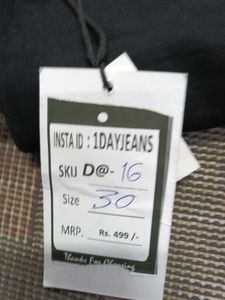 INSTA ID : 1DAYJEANS
SKU D@- 16
Size 30
MRP. Rs. 499 /-
Thanks For Choosing